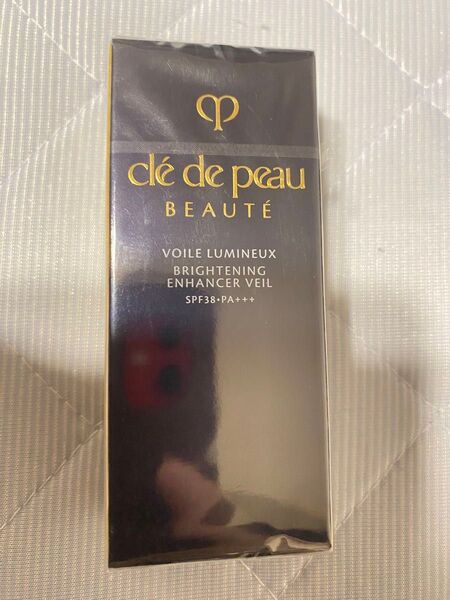 clé de peau
BEAUTÉ
VOILE LUMINEUX
BRIGHTENING
ENHANCER VEIL
SPF38•PA+++